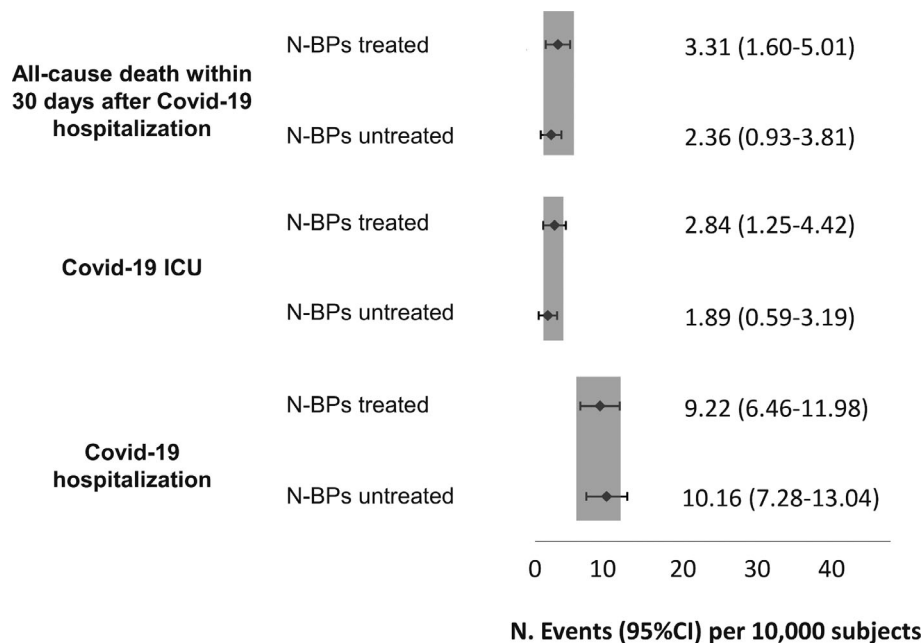 All-cause death within
30 days after Covid-19
hospitalization
N-BPs treated
3.31 (1.60-5.01)
N-BPs untreated
2.36 (0.93-3.81)
Covid-19 ICU
N-BPs treated
2.84 (1.25-4.42)
N-BPs untreated
1.89 (0.59-3.19)
Covid-19
hospitalization
N-BPs treated
9.22 (6.46-11.98)
N-BPs untreated
10.16 (7.28-13.04)
0 10 20 30 40
N. Events (95%CI) per 10,000 subjects